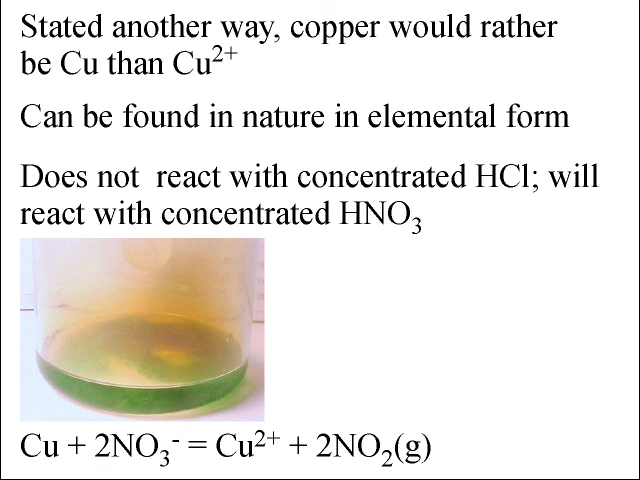 Stated another way, copper would rather
be Cu than Cu²⁺
Can be found in nature in elemental form
Does not react with concentrated HCl; will
react with concentrated HNO₃
Cu + 2NO₃⁻ = Cu²⁺ + 2NO₂(g)